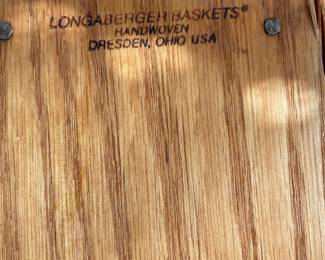 LONGABERGER BASKETS®
HANDWOVEN
DRESDEN, OHIO USA